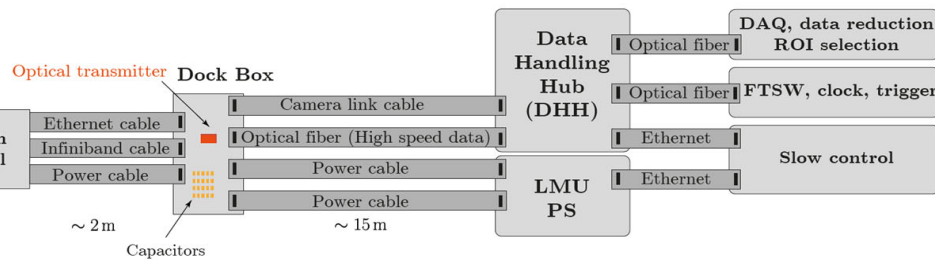 DAQ, data reduction
ROI selection
Data
Handling
Hub
(DHH)
Optical fiber
Optical transmitter
Dock Box
Optical fiber
FTSW, clock, trigger
Camera link cable
Ethernet cable
Optical fiber (High speed data)
Ethernet
Infiniband cable
Slow control
Power cable
Power cable
LMU
PS
Ethernet
Power cable
~ 2 m
~ 15 m
Capacitors